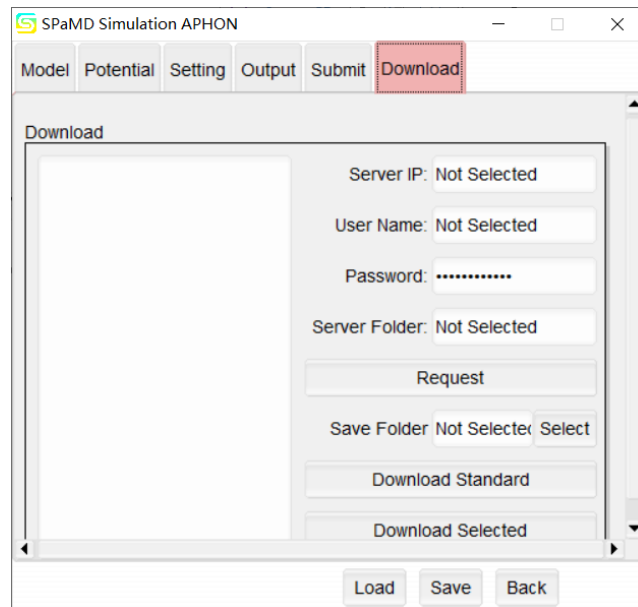 SPaMD Simulation APHON
Model Potential Setting Output Submit Download
Download
Server IP: Not Selected
User Name: Not Selected
Password: ••••••••••••
Server Folder: Not Selected
Request
Save Folder Not Selected Select
Download Standard
Download Selected
Load Save Back